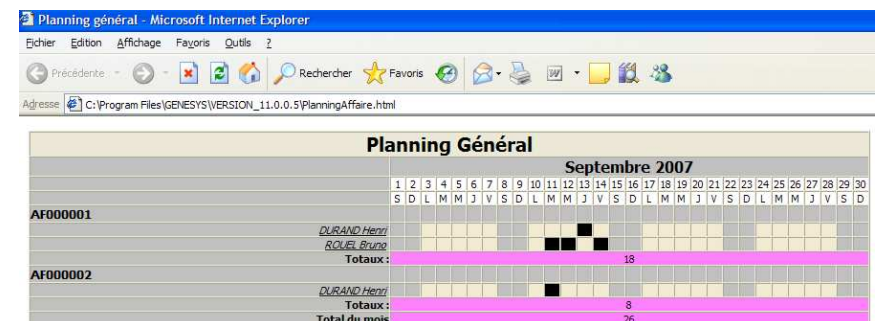 Planning général - Microsoft Internet Explorer
Fichier Edition Affichage Favoris Outils ?
Précédente Rechercher Favoris
Adresse C:\Program Files\GENESYS\VERSION_11.0.0.5\PlanningAffaire.html
Planning Général
Septembre 2007
1 2 3 4 5 6 7 8 9 10 11 12 13 14 15 16 17 18 19 20 21 22 23 24 25 26 27 28 29 30
S D L M M J V S D L M M J V S D L M M J V S D L M M J V S D
AF000001
DURAND Henri
ROUEL Bruno
Totaux : 18
AF000002
DURAND Henri
Totaux : 8
Total du mois 26